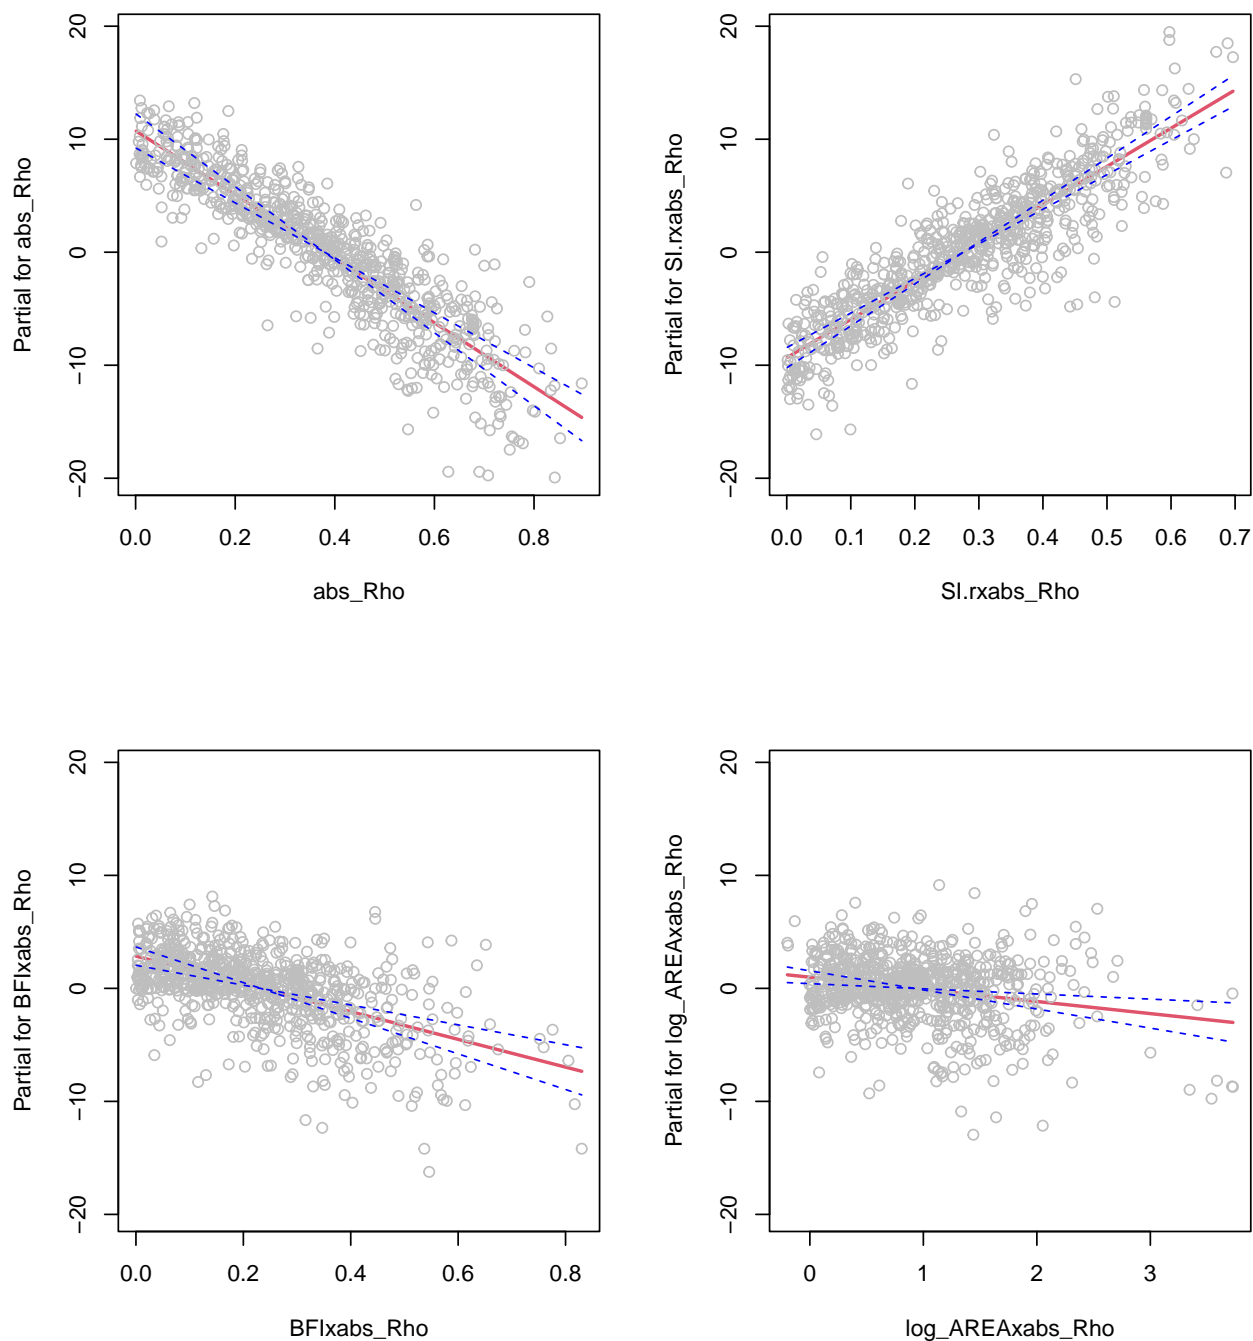 20
10
0
−10
−20
Partial for abs_Rho
0.0 0.2 0.4 0.6 0.8
abs_Rho
20
10
0
−10
−20
Partial for SI.rxabs_Rho
0.0 0.1 0.2 0.3 0.4 0.5 0.6 0.7
SI.rxabs_Rho
20
10
0
−10
−20
Partial for BFIxabs_Rho
0.0 0.2 0.4 0.6 0.8
BFIxabs_Rho
20
10
0
−10
−20
Partial for log_AREAxabs_Rho
0 1 2 3
log_AREAxabs_Rho